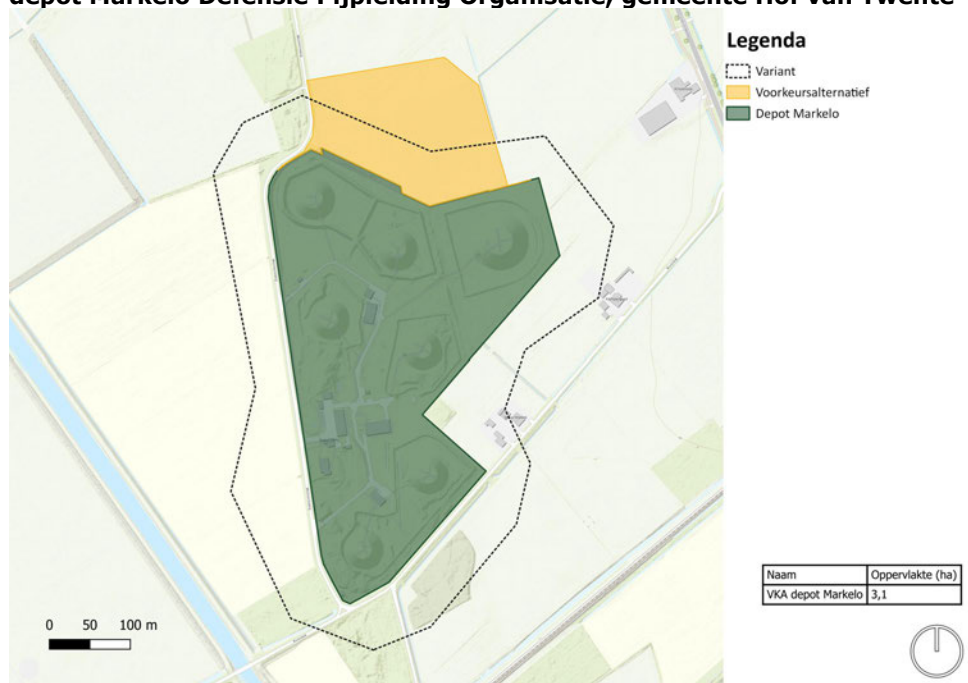 depot Markelo Defensie Pijpleiding Organisatie, gemeente Hof van Twente
Legenda
Variant
Voorkeursalternatief
Depot Markelo
Naam
Oppervlakte (ha)
VKA depot Markelo
3,1
0 50 100 m